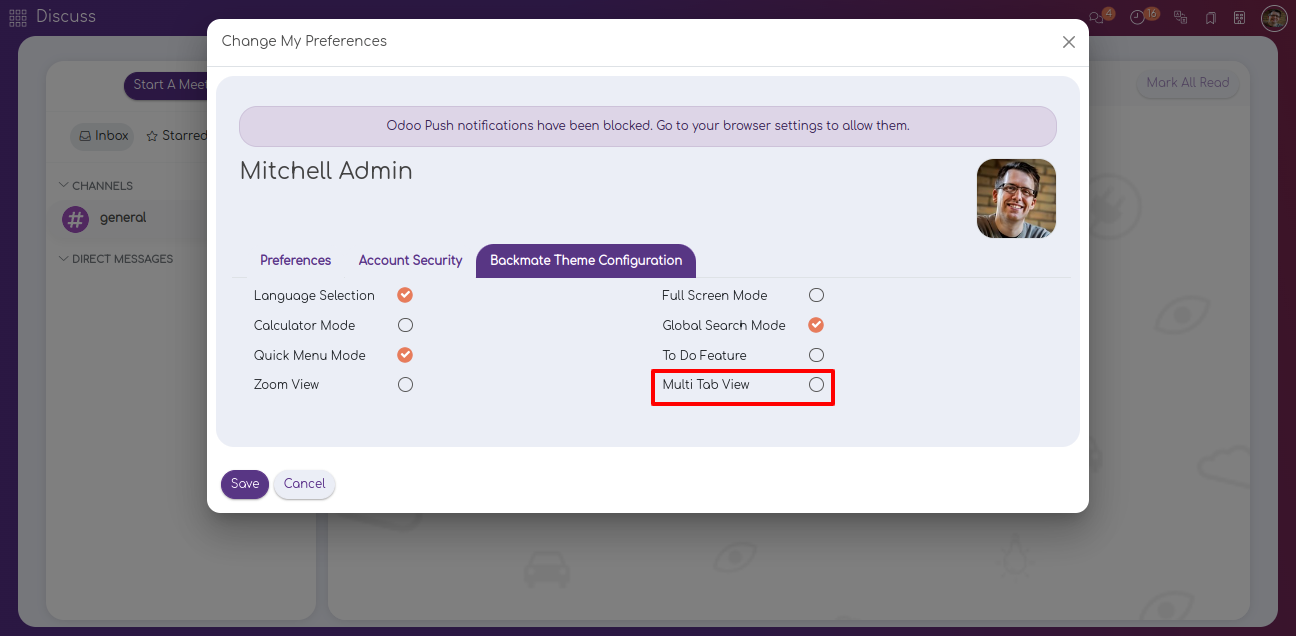 Discuss
4
16
Change My Preferences
Start A Meet
Mark All Read
Odoo Push notifications have been blocked. Go to your browser settings to allow them.
Inbox
Starred
Mitchell Admin
CHANNELS
# general
DIRECT MESSAGES
Preferences
Account Security
Backmate Theme Configuration
Language Selection
Full Screen Mode
Calculator Mode
Global Search Mode
Quick Menu Mode
To Do Feature
Zoom View
Multi Tab View
Save
Cancel